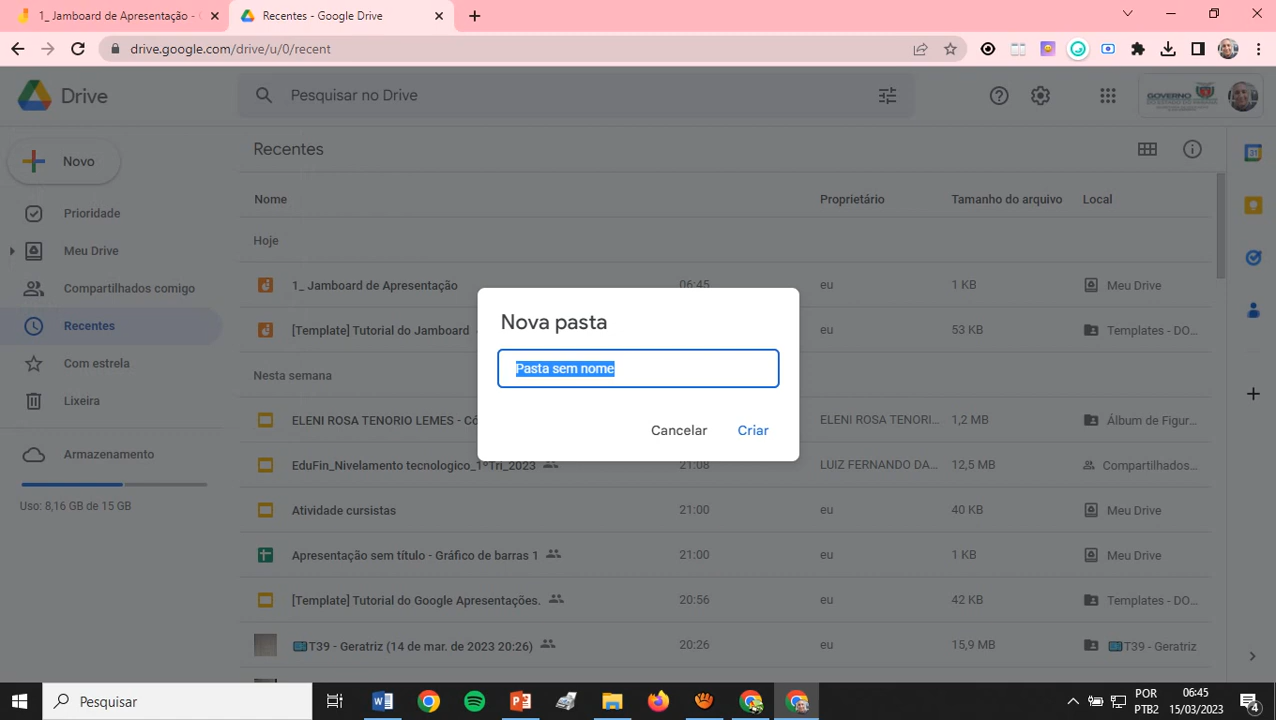 1_ Jamboard de Apresentação -
Recentes - Google Drive
drive.google.com/drive/u/0/recent
Drive
Pesquisar no Drive
GOVERNO
Novo
Recentes
Prioridade
Meu Drive
Compartilhados comigo
Recentes
Com estrela
Lixeira
Armazenamento
Uso: 8,16 GB de 15 GB
Nome
Proprietário
Tamanho do arquivo
Local
Hoje
1_ Jamboard de Apresentação
06:45
eu
1 KB
Meu Drive
[Template] Tutorial do Jamboard
eu
53 KB
Templates - DO...
Nesta semana
ELENI ROSA TENORIO LEMES - Có
ELENI ROSA TENORI...
1,2 MB
Álbum de Figur...
EduFin_Nivelamento tecnologico_1ºTri_2023
21:08
LUIZ FERNANDO DA...
12,5 MB
Compartilhados...
Atividade cursistas
21:00
eu
40 KB
Meu Drive
Apresentação sem título - Gráfico de barras 1
21:00
eu
1 KB
Meu Drive
[Template] Tutorial do Google Apresentações.
20:56
eu
42 KB
Templates - DO...
T39 - Geratriz (14 de mar. de 2023 20:26)
20:26
eu
15,9 MB
T39 - Geratriz
Nova pasta
Pasta sem nome
Cancelar
Criar
Pesquisar
POR
PTB2
06:45
15/03/2023
4